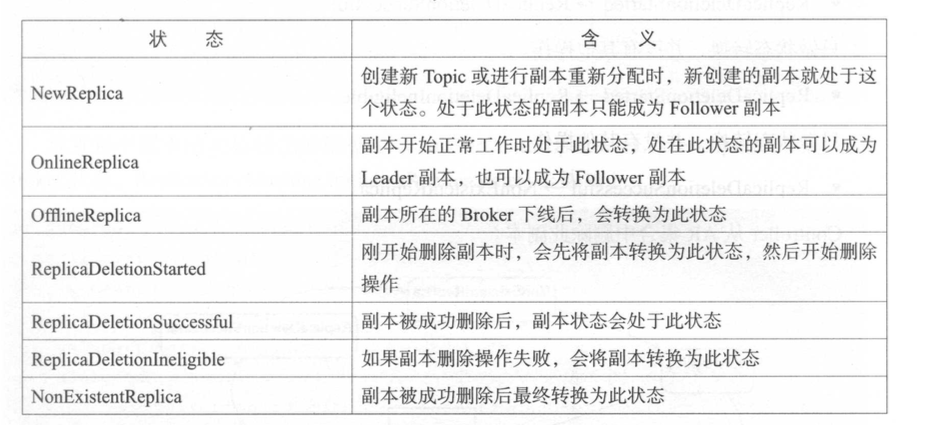 状 态 含 义
NewReplica
创建新 Topic 或进行副本重新分配时，新创建的副本就处于这
个状态。处于此状态的副本只能成为 Follower 副本
OnlineReplica
副本开始正常工作时处于此状态，处在此状态的副本可以成为
Leader 副本，也可以成为 Follower 副本
OfflineReplica
副本所在的 Broker 下线后，会转换为此状态
ReplicaDeletionStarted
刚开始删除副本时，会先将副本转换为此状态，然后开始删除
操作
ReplicaDeletionSuccessful
副本被成功删除后，副本状态会处于此状态
ReplicaDeletionIneligible
如果副本删除操作失败，会将副本转换为此状态
NonExistentReplica
副本被成功删除后最终转换为此状态